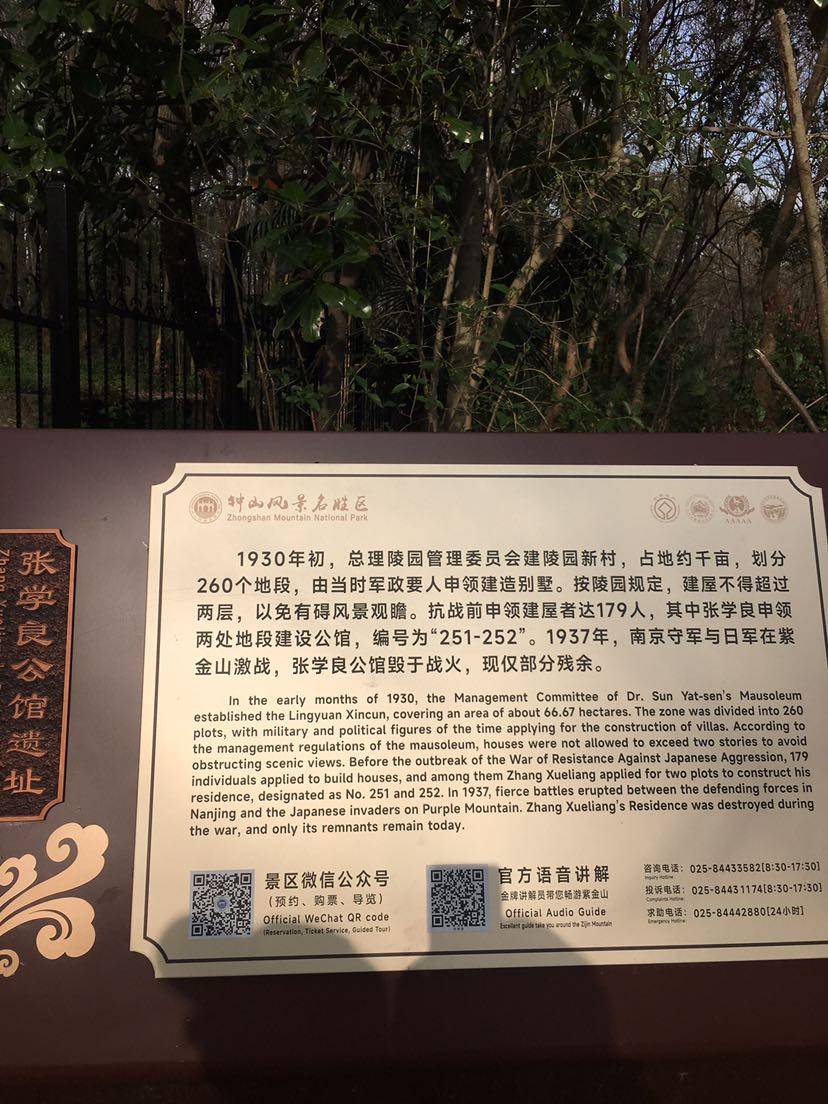 钟山风景名胜区
Zhongshan Mountain National Park
张学良公馆遗址
1930年初，总理陵园管理委员会建陵园新村，占地约千亩，划分
260个地段，由当时军政要人申领建造别墅。按陵园规定，建屋不得超过
两层，以免有碍风景观瞻。抗战前申领建屋者达179人，其中张学良申领
两处地段建设公馆，编号为“251-252”。1937年，南京守军与日军在紫
金山激战，张学良公馆毁于战火，现仅部分残余。
In the early months of 1930, the Management Committee of Dr. Sun Yat-sen's Mausoleum
established the Lingyuan Xincun, covering an area of about 66.67 hectares. The zone was divided into 260
plots, with military and political figures of the time applying for the construction of villas. According to
the management regulations of the mausoleum, houses were not allowed to exceed two stories to avoid
obstructing scenic views. Before the outbreak of the War of Resistance Against Japanese Aggression, 179
individuals applied to build houses, and among them Zhang Xueliang applied for two plots to construct his
residence, designated as No. 251 and 252. In 1937, fierce battles erupted between the defending forces in
Nanjing and the Japanese invaders on Purple Mountain. Zhang Xueliang's Residence was destroyed during
the war, and only its remnants remain today.
景区微信公众号
（预约、购票、导览）
Official WeChat QR code
(Reservation, Ticket Service, Guided Tour)
官方语音讲解
金牌讲解员带您畅游紫金山
Official Audio Guide
Excellent guide take you around the Zijin Mountain
咨询电话：025-84433582[8:30-17:30]
Inquiry Hotline:
投诉电话：025-84431174[8:30-17:30]
Complaints Hotline:
求助电话：025-84442880[24小时]
Emergency Hotline: